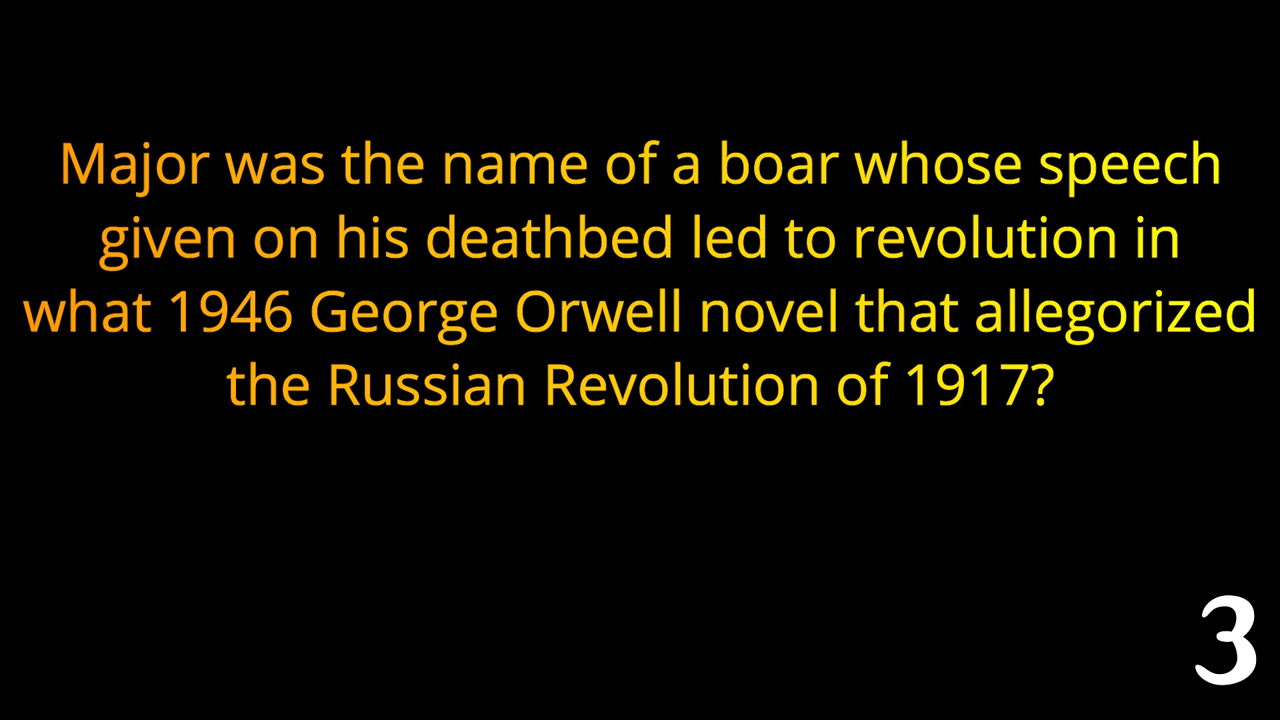 Major was the name of a boar whose speech
given on his deathbed led to revolution in
what 1946 George Orwell novel that allegorized
the Russian Revolution of 1917?
3